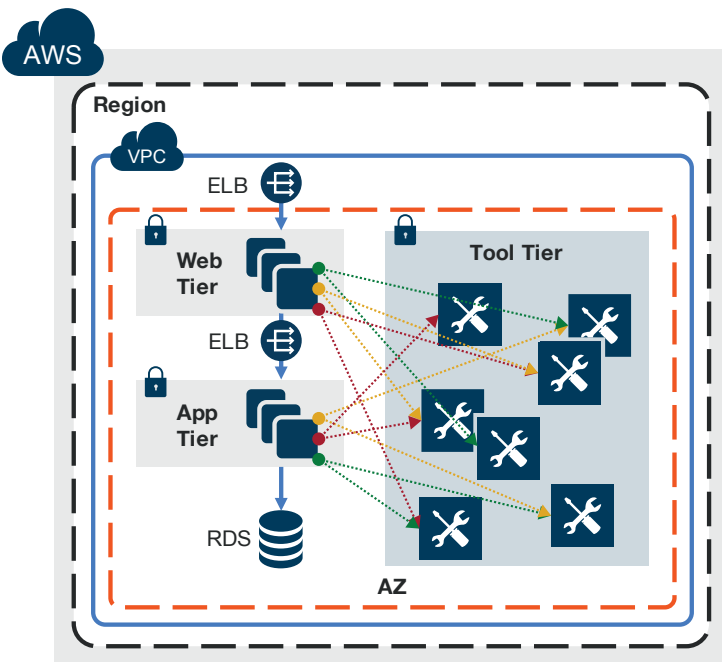 AWS
Region
VPC
ELB
Web
Tier
Tool Tier
ELB
App
Tier
RDS
AZ